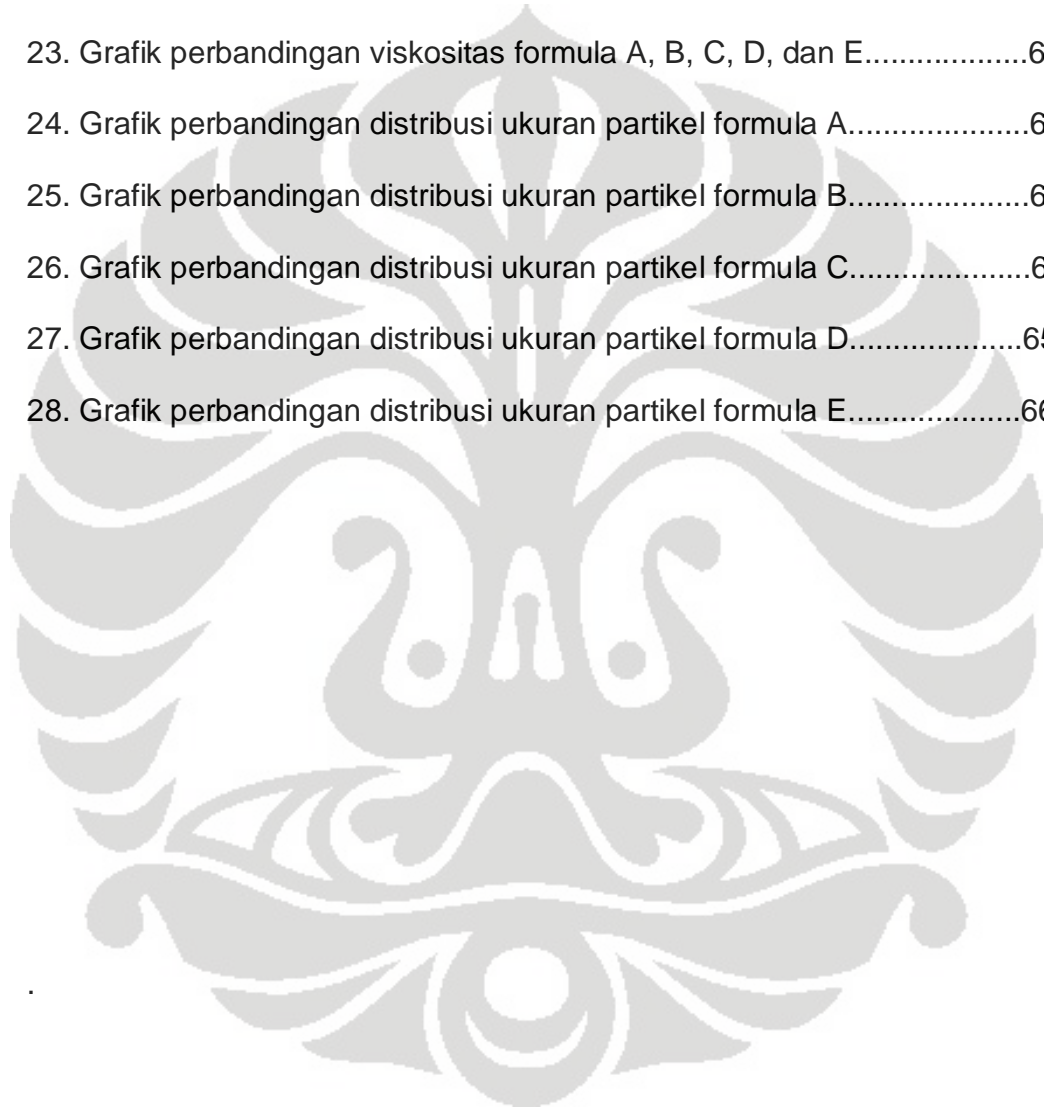 23. Grafik perbandingan viskositas formula A, B, C, D, dan E...................6
24. Grafik perbandingan distribusi ukuran partikel formula A.....................6
25. Grafik perbandingan distribusi ukuran partikel formula B.....................6
26. Grafik perbandingan distribusi ukuran partikel formula C.....................6
27. Grafik perbandingan distribusi ukuran partikel formula D....................65
28. Grafik perbandingan distribusi ukuran partikel formula E....................66
.